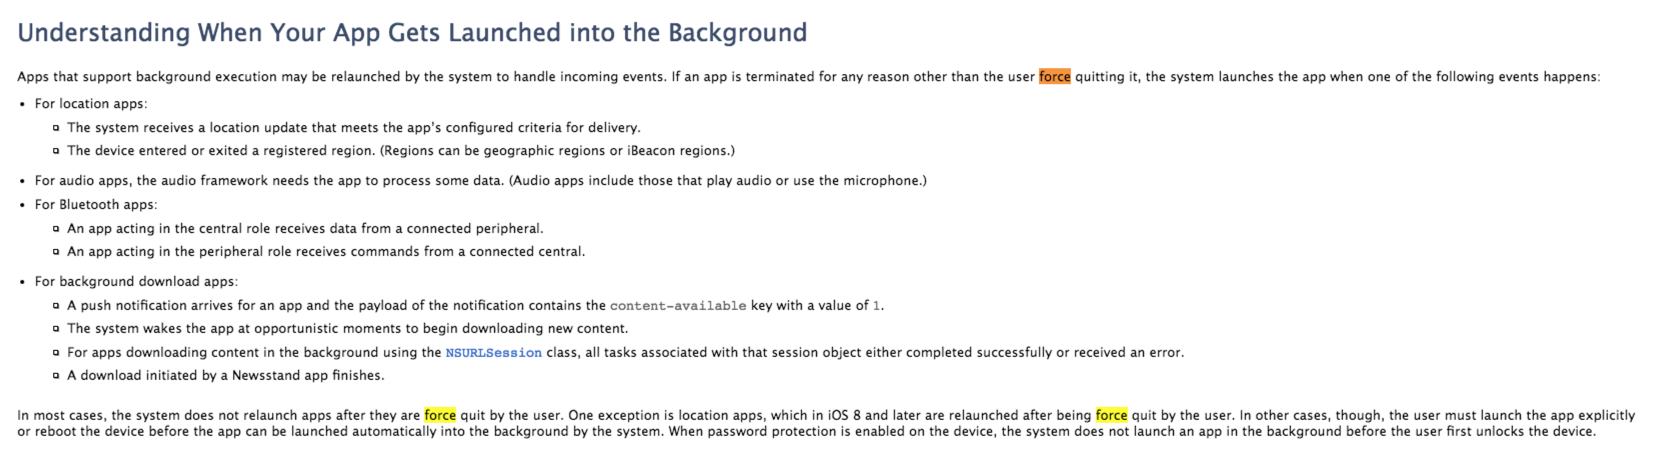 Understanding When Your App Gets Launched into the Background
Apps that support background execution may be relaunched by the system to handle incoming events. If an app is terminated for any reason other than the user force quitting it, the system launches the app when one of the following events happens:
• For location apps:
▫ The system receives a location update that meets the app's configured criteria for delivery.
▫ The device entered or exited a registered region. (Regions can be geographic regions or iBeacon regions.)
• For audio apps, the audio framework needs the app to process some data. (Audio apps include those that play audio or use the microphone.)
• For Bluetooth apps:
▫ An app acting in the central role receives data from a connected peripheral.
▫ An app acting in the peripheral role receives commands from a connected central.
• For background download apps:
▫ A push notification arrives for an app and the payload of the notification contains the content-available key with a value of 1.
▫ The system wakes the app at opportunistic moments to begin downloading new content.
▫ For apps downloading content in the background using the NSURLSession class, all tasks associated with that session object either completed successfully or received an error.
▫ A download initiated by a Newsstand app finishes.
In most cases, the system does not relaunch apps after they are force quit by the user. One exception is location apps, which in iOS 8 and later are relaunched after being force quit by the user. In other cases, though, the user must launch the app explicitly
or reboot the device before the app can be launched automatically into the background by the system. When password protection is enabled on the device, the system does not launch an app in the background before the user first unlocks the device.